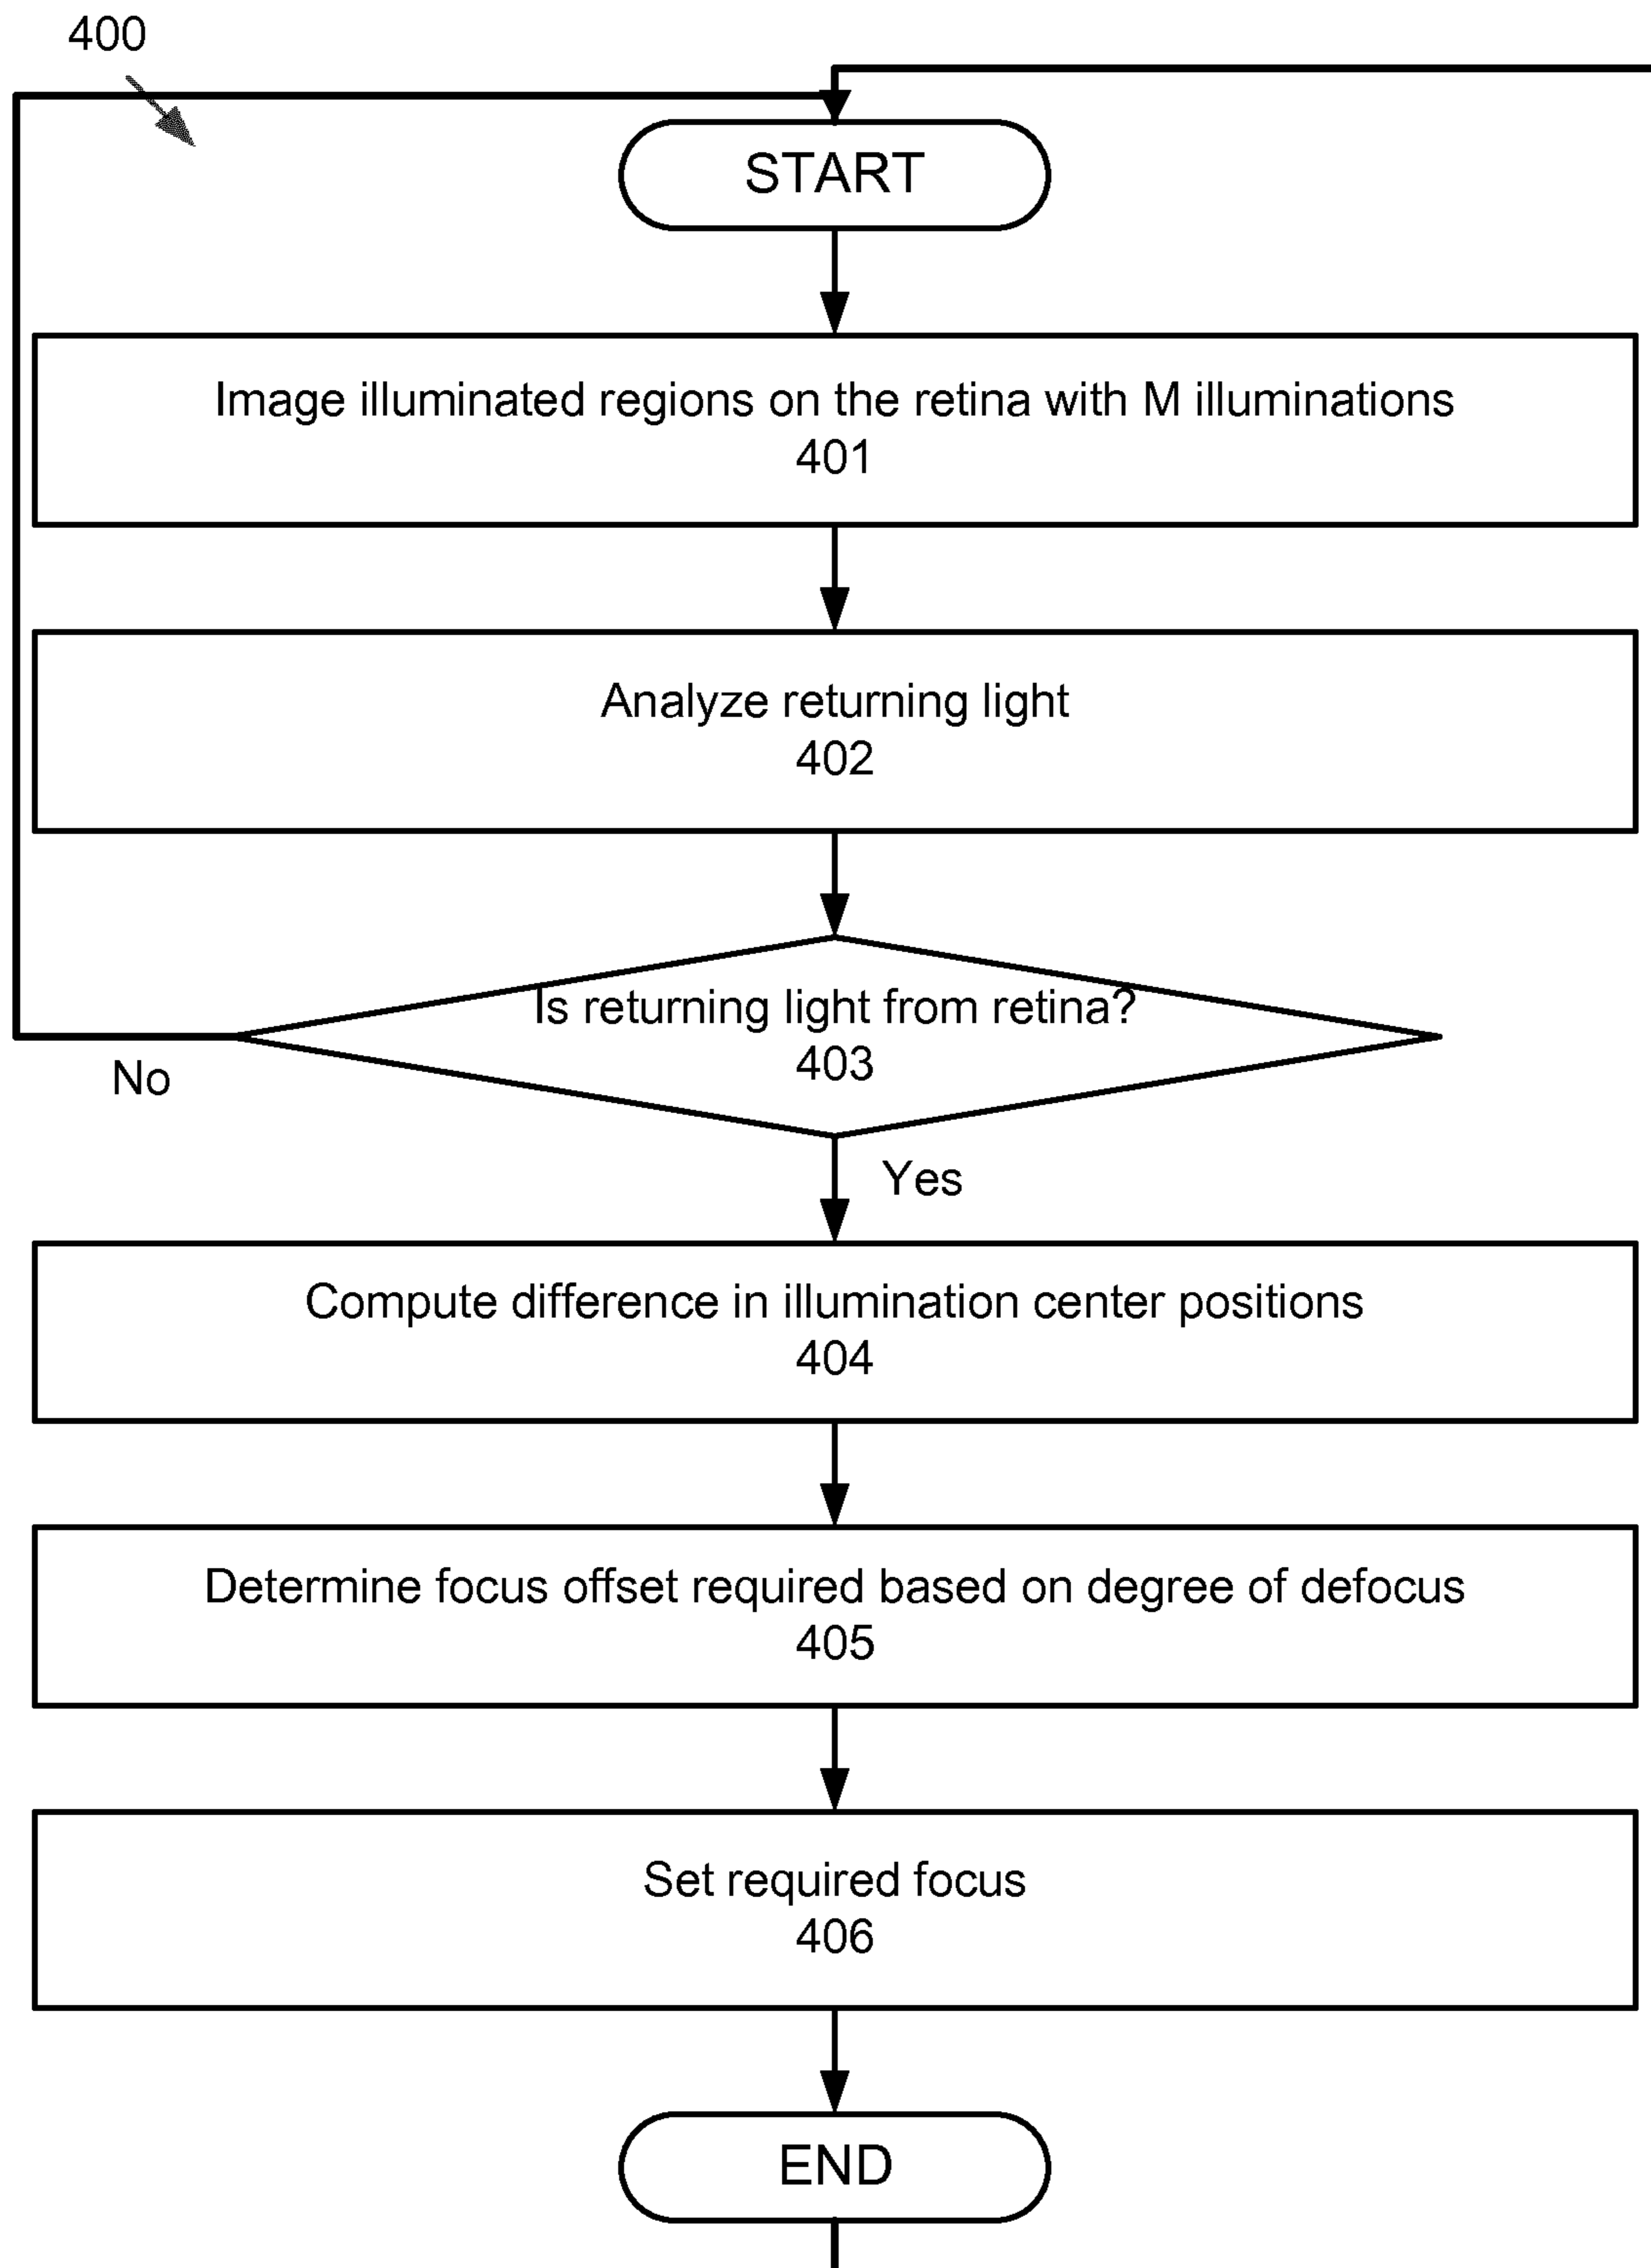 400
START
Image illuminated regions on the retina with M illuminations
401
Analyze returning light
402
Is returning light from retina?
403
No
Yes
Compute difference in illumination center positions
404
Determine focus offset required based on degree of defocus
405
Set required focus
406
END